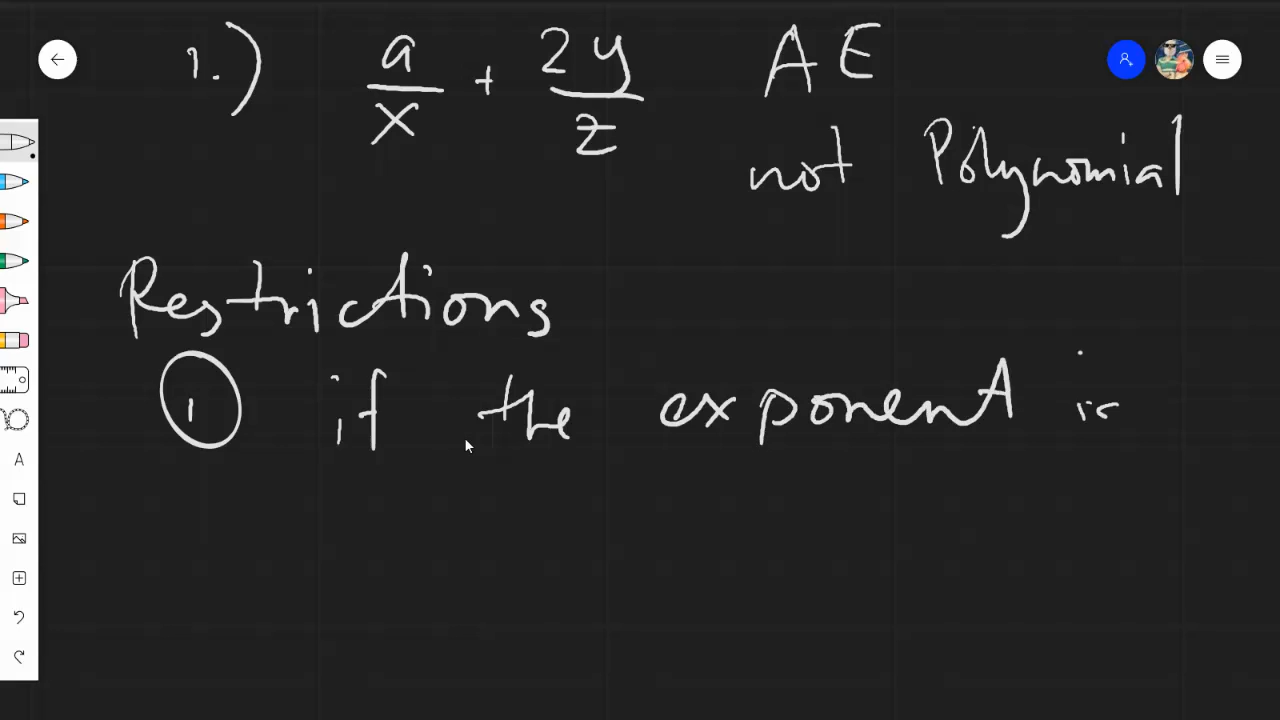 1.) a/x + 2y/z AE
not Polynomial
Restrictions
① if the exponent is
A